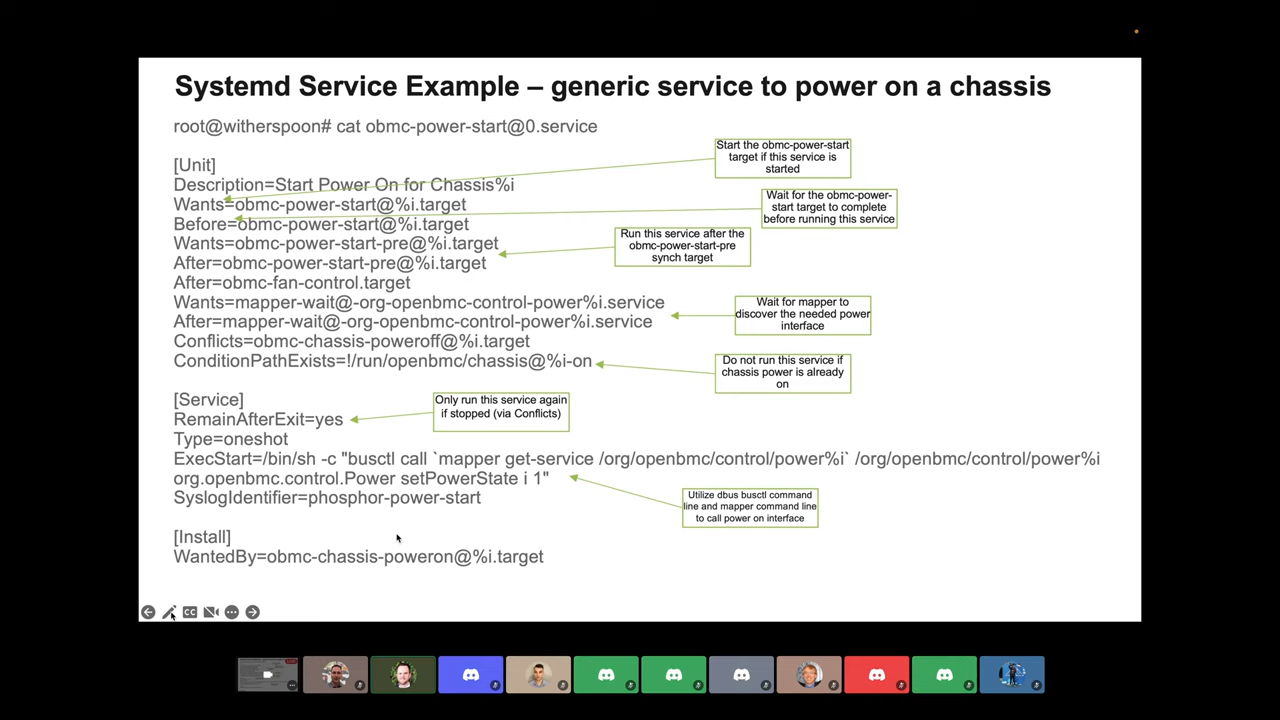 Systemd Service Example – generic service to power on a chassis
root@witherspoon# cat obmc-power-start@0.service
[Unit]
Description=Start Power On for Chassis%i
Wants=obmc-power-start@%i.target
Before=obmc-power-start@%i.target
Wants=obmc-power-start-pre@%i.target
After=obmc-power-start-pre@%i.target
After=obmc-fan-control.target
Wants=mapper-wait@-org-openbmc-control-power%i.service
After=mapper-wait@-org-openbmc-control-power%i.service
Conflicts=obmc-chassis-poweroff@%i.target
ConditionPathExists=!/run/openbmc/chassis@%i-on
[Service]
RemainAfterExit=yes
Type=oneshot
ExecStart=/bin/sh -c "busctl call `mapper get-service /org/openbmc/control/power%i` /org/openbmc/control/power%i
org.openbmc.control.Power setPowerState i 1"
SyslogIdentifier=phosphor-power-start
[Install]
WantedBy=obmc-chassis-poweron@%i.target
Start the obmc-power-start
target if this service is
started
Wait for the obmc-power-
start target to complete
before running this service
Run this service after the
obmc-power-start-pre
synch target
Wait for mapper to
discover the needed power
interface
Do not run this service if
chassis power is already
on
Only run this service again
if stopped (via Conflicts)
Utilize dbus busctl command
line and mapper command line
to call power on interface
CC